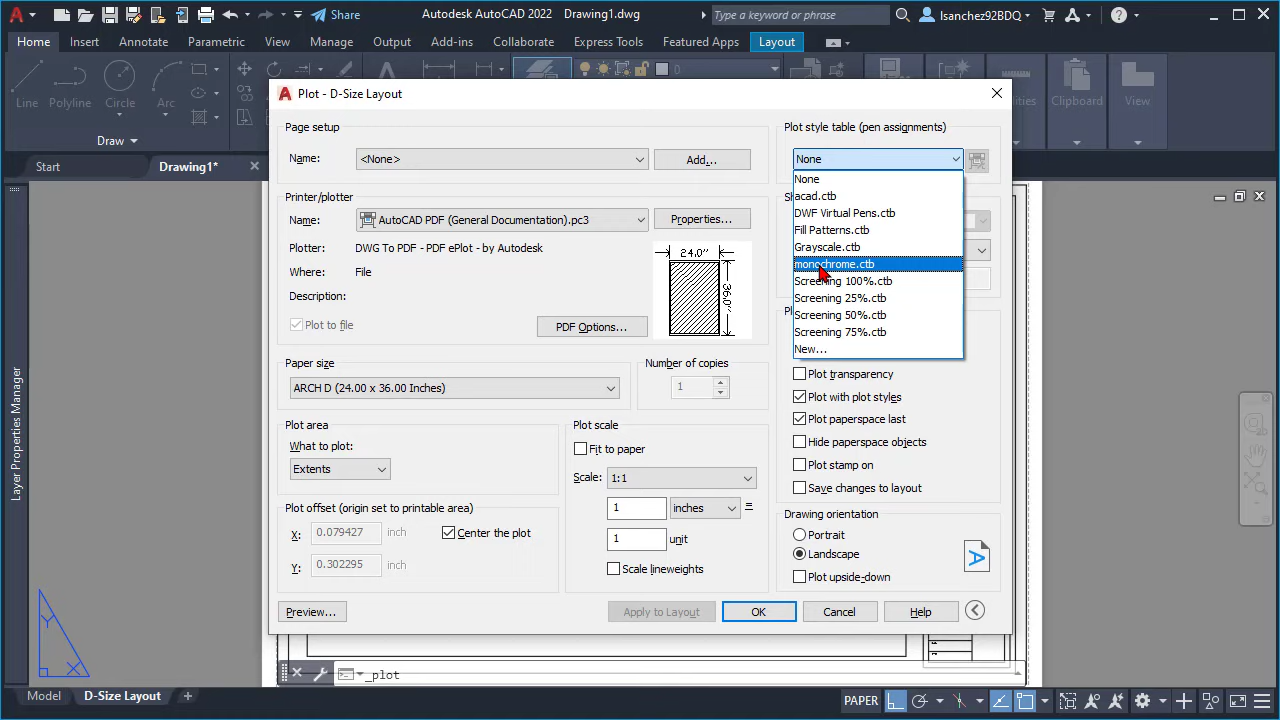 Share
Autodesk AutoCAD 2022 Drawing1.dwg
Type a keyword or phrase
lsanchez92BDQ
Home Insert Annotate Parametric View Manage Output Add-ins Collaborate Express Tools Featured Apps Layout
Line Polyline Circle Arc
Clipboard View
Draw
Start Drawing1*
Layer Properties Manager
Plot - D-Size Layout
Page setup
Name: <None> Add...
Printer/plotter
Name: AutoCAD PDF (General Documentation).pc3 Properties...
Plotter: DWG To PDF - PDF ePlot - by Autodesk
Where: File
Description:
Plot to file
PDF Options...
24.0''
36.0''
Paper size
ARCH D (24.00 x 36.00 Inches)
Number of copies
1
Plot area
What to plot:
Extents
Plot scale
Fit to paper
Scale: 1:1
1 inches =
1 unit
Scale lineweights
Plot offset (origin set to printable area)
X: 0.079427 inch
Center the plot
Y: 0.302295 inch
Plot style table (pen assignments)
None
None
acad.ctb
DWF Virtual Pens.ctb
Fill Patterns.ctb
Grayscale.ctb
monochrome.ctb
Screening 100%.ctb
Screening 25%.ctb
Screening 50%.ctb
Screening 75%.ctb
New...
Plot transparency
Plot with plot styles
Plot paperspace last
Hide paperspace objects
Plot stamp on
Save changes to layout
Drawing orientation
Portrait
Landscape
Plot upside-down
A
Preview... Apply to Layout OK Cancel Help
Y
X
_plot
Model D-Size Layout
PAPER